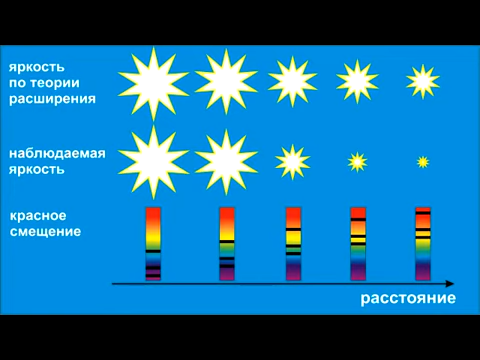 яркость
по теории
расширения
наблюдаемая
яркость
красное
смещение
расстояние